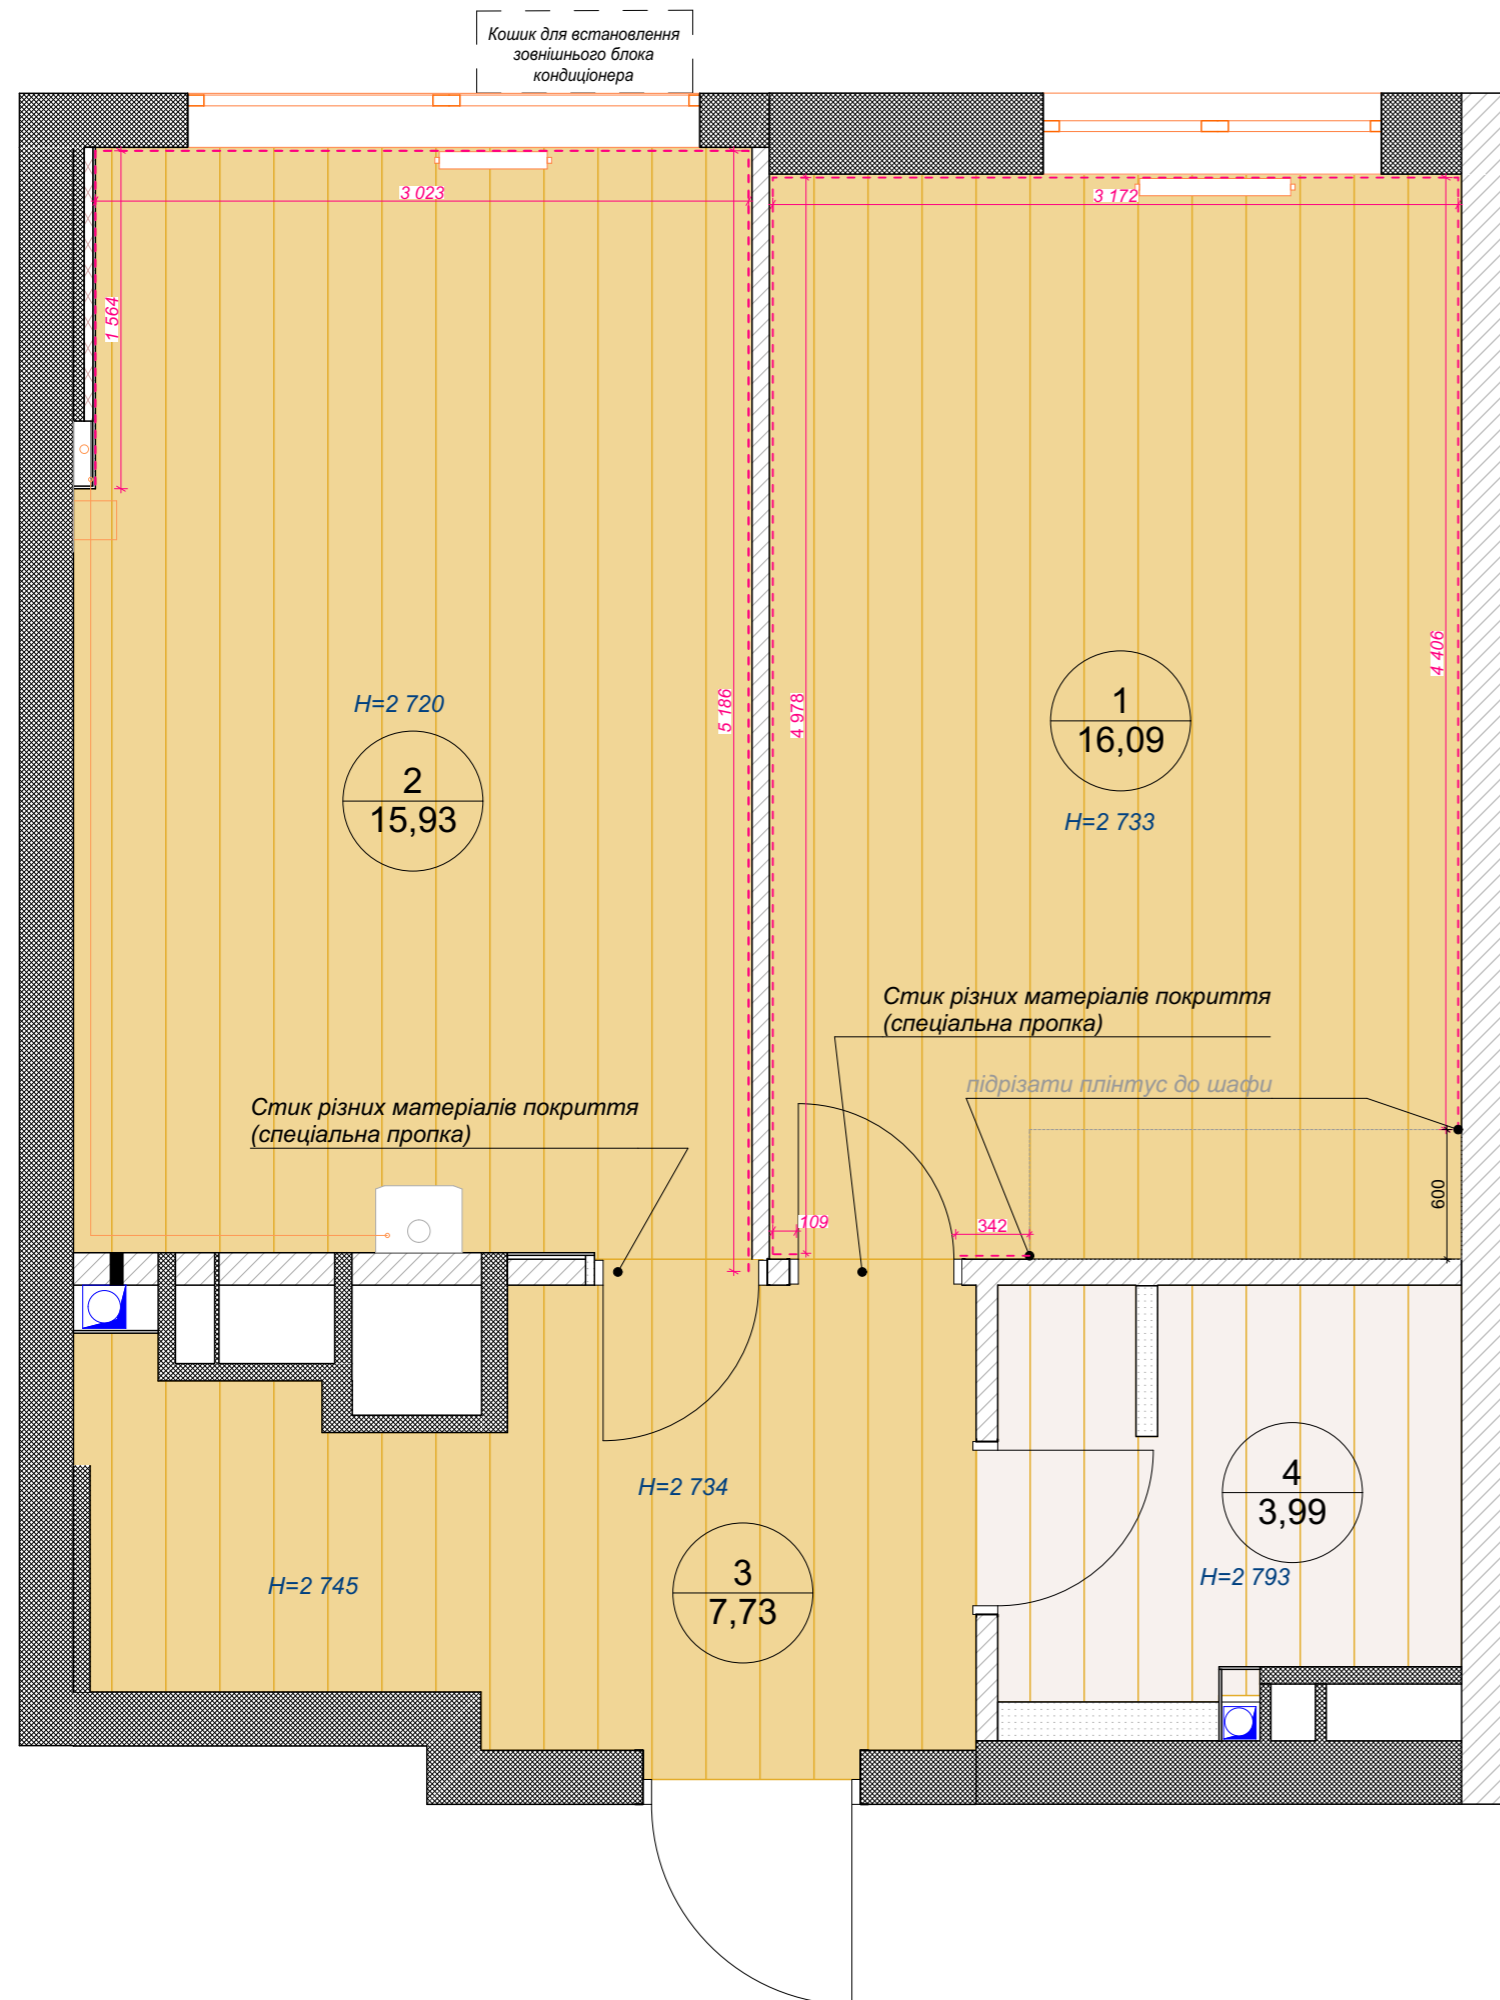 Кошик для встановлення
зовнішнього блока
кондиціонера
3 023
3 172
1 564
4 406
5 186
4 978
H=2 720
2
15,93
1
16,09
H=2 733
Стик різних матеріалів покриття
(спеціальна пропка)
підрізати плінтус до шафи
Стик різних матеріалів покриття
(спеціальна пропка)
600
109
342
H=2 734
H=2 745
3
7,73
4
3,99
H=2 793